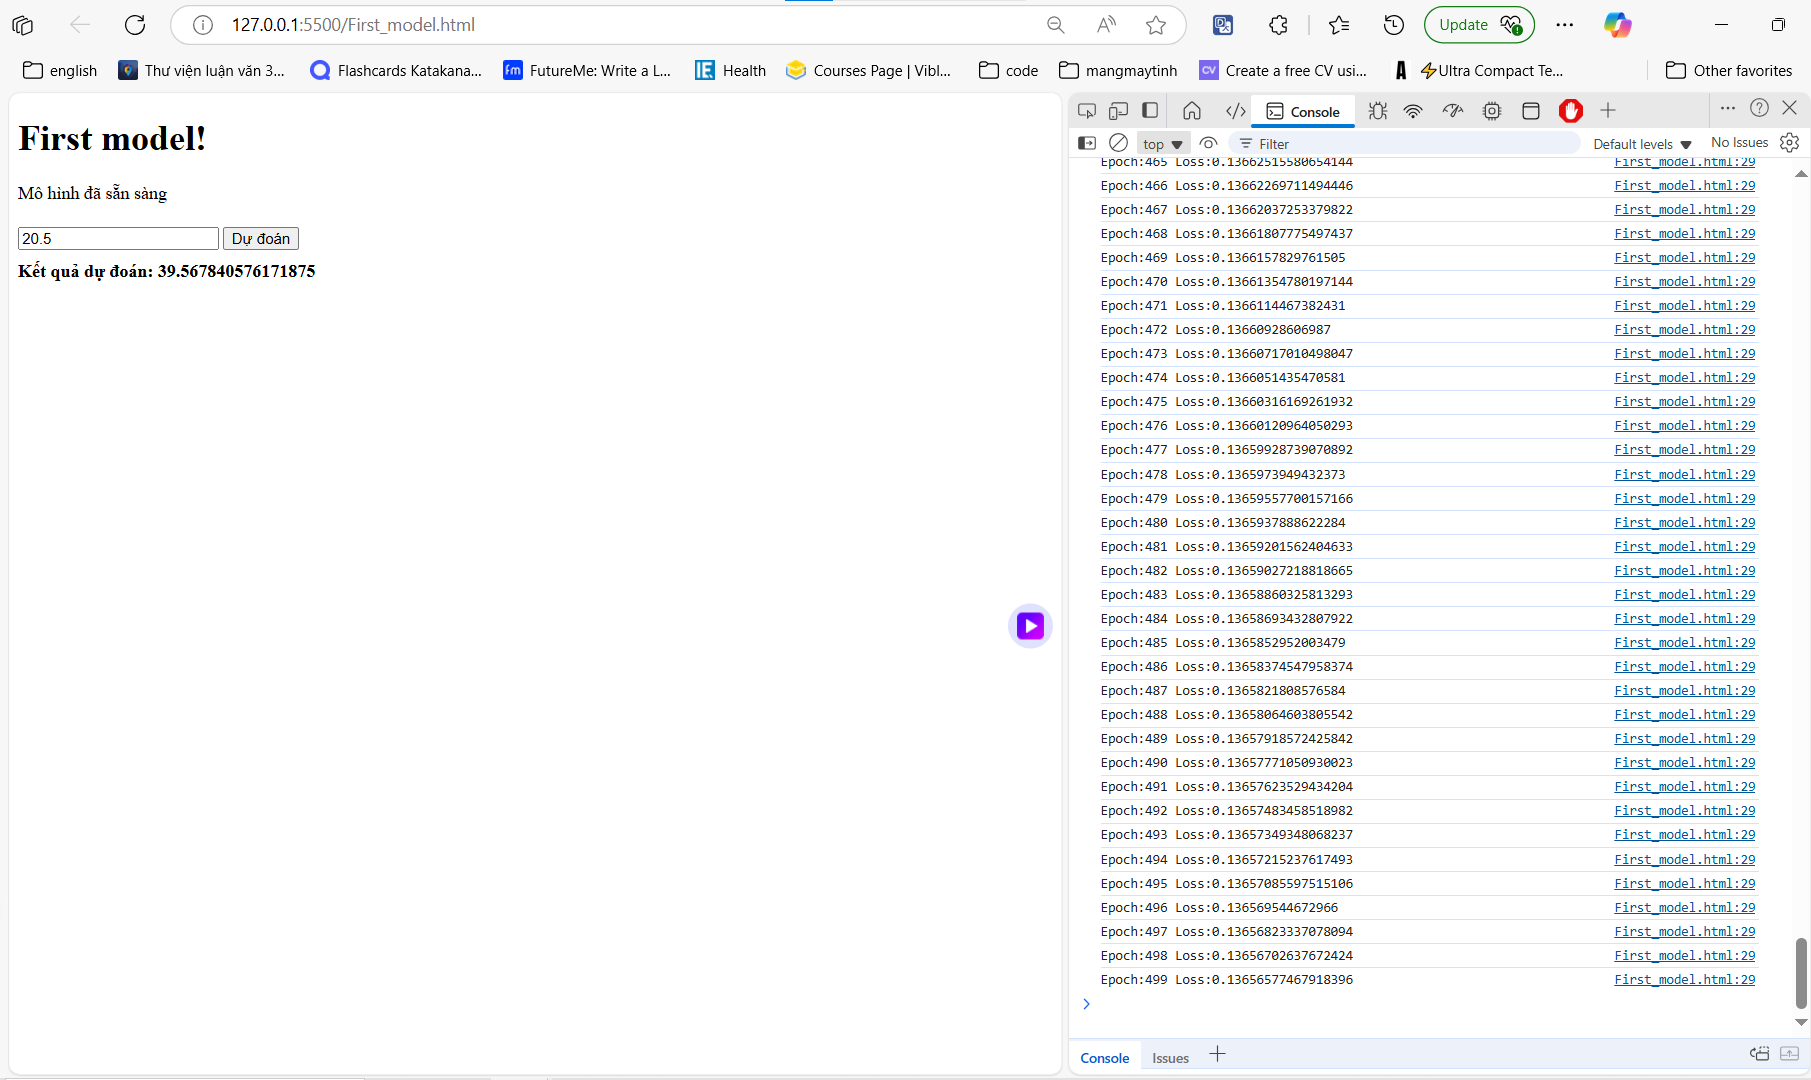 127.0.0.1:5500/First_model.html
Update
english
Thư viện luận văn 3...
Flashcards Katakana...
fm
FutureMe: Write a L...
IE
Health
Courses Page | Vibl...
code
mangmaytinh
CV
Create a free CV usi...
A
⚡Ultra Compact Te...
Other favorites
First model!
Mô hình đã sẵn sàng
20.5
Dự đoán
Kết quả dự đoán: 39.567840576171875
Console
top
Filter
Default levels
No Issues
Epoch:465 Loss:0.13662515580654144 First_model.html:29
Epoch:466 Loss:0.13662269711494446 First_model.html:29
Epoch:467 Loss:0.13662037253379822 First_model.html:29
Epoch:468 Loss:0.13661807775497437 First_model.html:29
Epoch:469 Loss:0.1366157829761505 First_model.html:29
Epoch:470 Loss:0.13661354780197144 First_model.html:29
Epoch:471 Loss:0.1366114467382431 First_model.html:29
Epoch:472 Loss:0.13660928606987 First_model.html:29
Epoch:473 Loss:0.13660717010498047 First_model.html:29
Epoch:474 Loss:0.1366051435470581 First_model.html:29
Epoch:475 Loss:0.13660316169261932 First_model.html:29
Epoch:476 Loss:0.13660120964050293 First_model.html:29
Epoch:477 Loss:0.13659928739070892 First_model.html:29
Epoch:478 Loss:0.1365973949432373 First_model.html:29
Epoch:479 Loss:0.13659557700157166 First_model.html:29
Epoch:480 Loss:0.1365937888622284 First_model.html:29
Epoch:481 Loss:0.13659201562404633 First_model.html:29
Epoch:482 Loss:0.13659027218818665 First_model.html:29
Epoch:483 Loss:0.13658860325813293 First_model.html:29
Epoch:484 Loss:0.13658693432807922 First_model.html:29
Epoch:485 Loss:0.1365852952003479 First_model.html:29
Epoch:486 Loss:0.13658374547958374 First_model.html:29
Epoch:487 Loss:0.1365821808576584 First_model.html:29
Epoch:488 Loss:0.13658064603805542 First_model.html:29
Epoch:489 Loss:0.13657918572425842 First_model.html:29
Epoch:490 Loss:0.13657771050930023 First_model.html:29
Epoch:491 Loss:0.13657623529434204 First_model.html:29
Epoch:492 Loss:0.13657483458518982 First_model.html:29
Epoch:493 Loss:0.13657349348068237 First_model.html:29
Epoch:494 Loss:0.13657215237617493 First_model.html:29
Epoch:495 Loss:0.13657085597515106 First_model.html:29
Epoch:496 Loss:0.136569544672966 First_model.html:29
Epoch:497 Loss:0.13656823337078094 First_model.html:29
Epoch:498 Loss:0.13656702637672424 First_model.html:29
Epoch:499 Loss:0.13656577467918396 First_model.html:29
Console
Issues